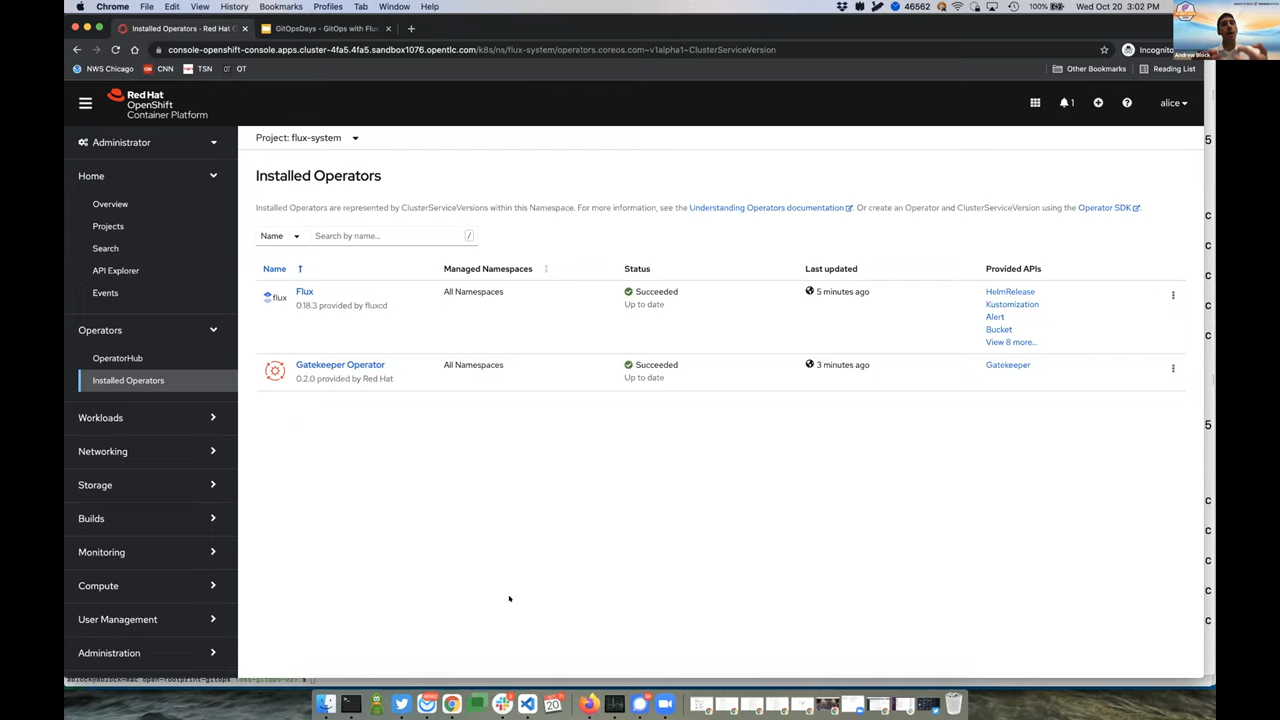 Chrome File Edit View History Bookmarks Profiles Tab Window Help
46562 100% Wed Oct 20 3:02 PM
Installed Operators - Red Hat
GitOpsDays - GitOps with Flu
console-openshift-console.apps.cluster-4fa5.4fa5.sandbox1076.opentlc.com/k8s/ns/flux-system/operators.coreos.com~v1alpha1~ClusterServiceVersion
Incognito
Andrew Block
NWS Chicago CNN TSN OT
Other Bookmarks Reading List
Red Hat
OpenShift
Container Platform
1
alice
Administrator
Home
Overview
Projects
Search
API Explorer
Events
Operators
OperatorHub
Installed Operators
Workloads
Networking
Storage
Builds
Monitoring
Compute
User Management
Administration
Project: flux-system
Installed Operators
Installed Operators are represented by ClusterServiceVersions within this Namespace. For more information, see the Understanding Operators documentation. Or create an Operator and ClusterServiceVersion using the Operator SDK.
Name Search by name... /
Name Managed Namespaces Status Last updated Provided APIs
flux
Flux
0.18.3 provided by fluxcd
All Namespaces
Succeeded
Up to date
5 minutes ago
HelmRelease
Kustomization
Alert
Bucket
View 8 more...
Gatekeeper Operator
0.2.0 provided by Red Hat
All Namespaces
Succeeded
Up to date
3 minutes ago
Gatekeeper
5
c
c
c
c
c
5
c
c
c
c
c
20